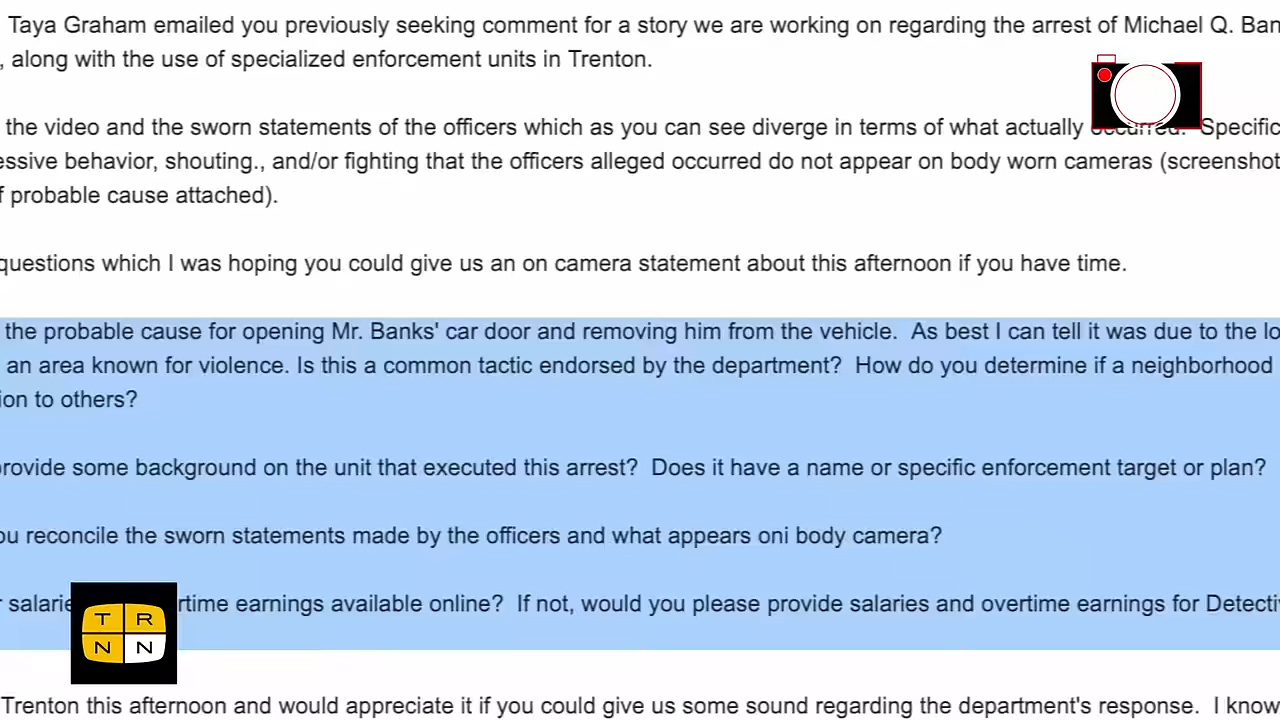 Taya Graham emailed you previously seeking comment for a story we are working on regarding the arrest of Michael Q. Ban
, along with the use of specialized enforcement units in Trenton.
the video and the sworn statements of the officers which as you can see diverge in terms of what actually occurred. Specific
essive behavior, shouting., and/or fighting that the officers alleged occurred do not appear on body worn cameras (screenshot
f probable cause attached).
questions which I was hoping you could give us an on camera statement about this afternoon if you have time.
the probable cause for opening Mr. Banks' car door and removing him from the vehicle. As best I can tell it was due to the lo
an area known for violence. Is this a common tactic endorsed by the department? How do you determine if a neighborhood
ion to others?
provide some background on the unit that executed this arrest? Does it have a name or specific enforcement target or plan?
ou reconcile the sworn statements made by the officers and what appears oni body camera?
r salarie rtime earnings available online? If not, would you please provide salaries and overtime earnings for Detectiv
T R
N N
Trenton this afternoon and would appreciate it if you could give us some sound regarding the department's response. I know